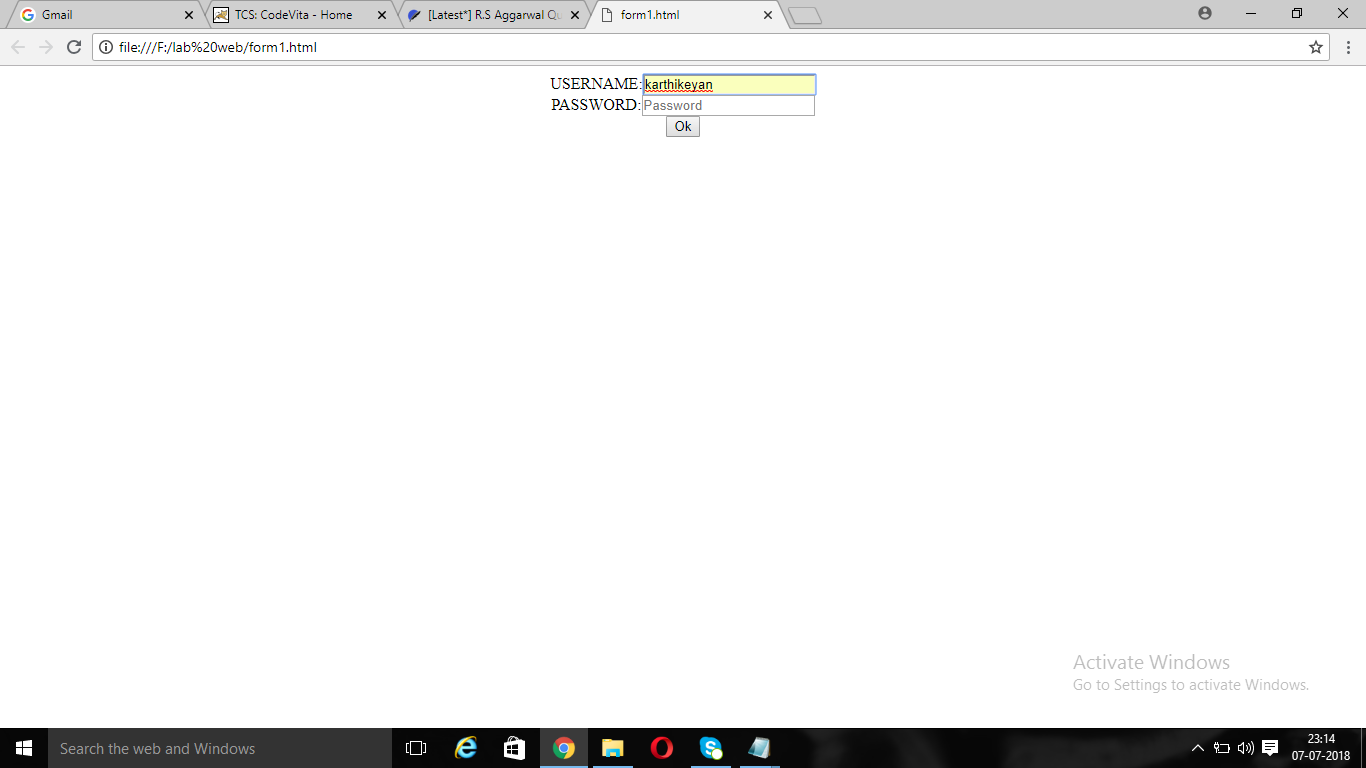 Gmail
TCS: CodeVita - Home
[Latest*] R.S Aggarwal Qu
form1.html
file:///F:/lab%20web/form1.html
USERNAME: karthikeyan
PASSWORD: Password
Ok
Activate Windows
Go to Settings to activate Windows.
Search the web and Windows
23:14
07-07-2018